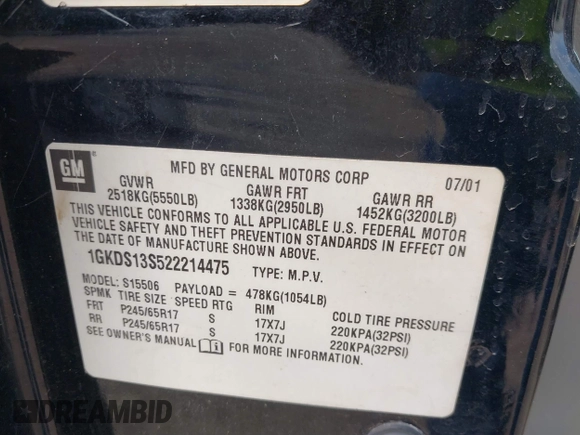 GM
MFD BY GENERAL MOTORS CORP 07/01
GVWR GAWR FRT GAWR RR
2518KG(5550LB) 1338KG(2950LB) 1452KG(3200LB)
THIS VEHICLE CONFORMS TO ALL APPLICABLE U.S. FEDERAL MOTOR
VEHICLE SAFETY AND THEFT PREVENTION STANDARDS IN EFFECT ON
THE DATE OF MANUFACTURE SHOWN ABOVE.
1GKDS13S522214475 TYPE: M.P.V.
MODEL: S15506 PAYLOAD = 478KG(1054LB)
SPMK TIRE SIZE SPEED RTG RIM COLD TIRE PRESSURE
FRT P245/65R17 S 17X7J 220KPA(32PSI)
RR P245/65R17 S 17X7J 220KPA(32PSI)
SEE OWNER'S MANUAL FOR MORE INFORMATION.
DREAMBID